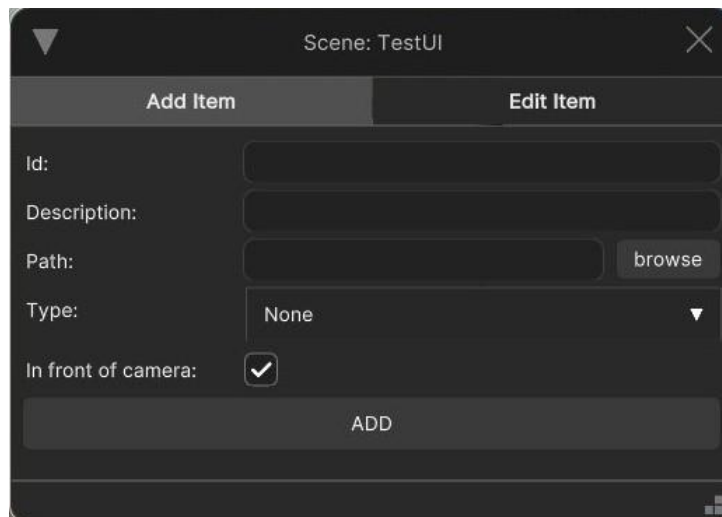 Scene: TestUI
Add Item Edit Item
Id:
Description:
Path: browse
Type: None
In front of camera:
ADD